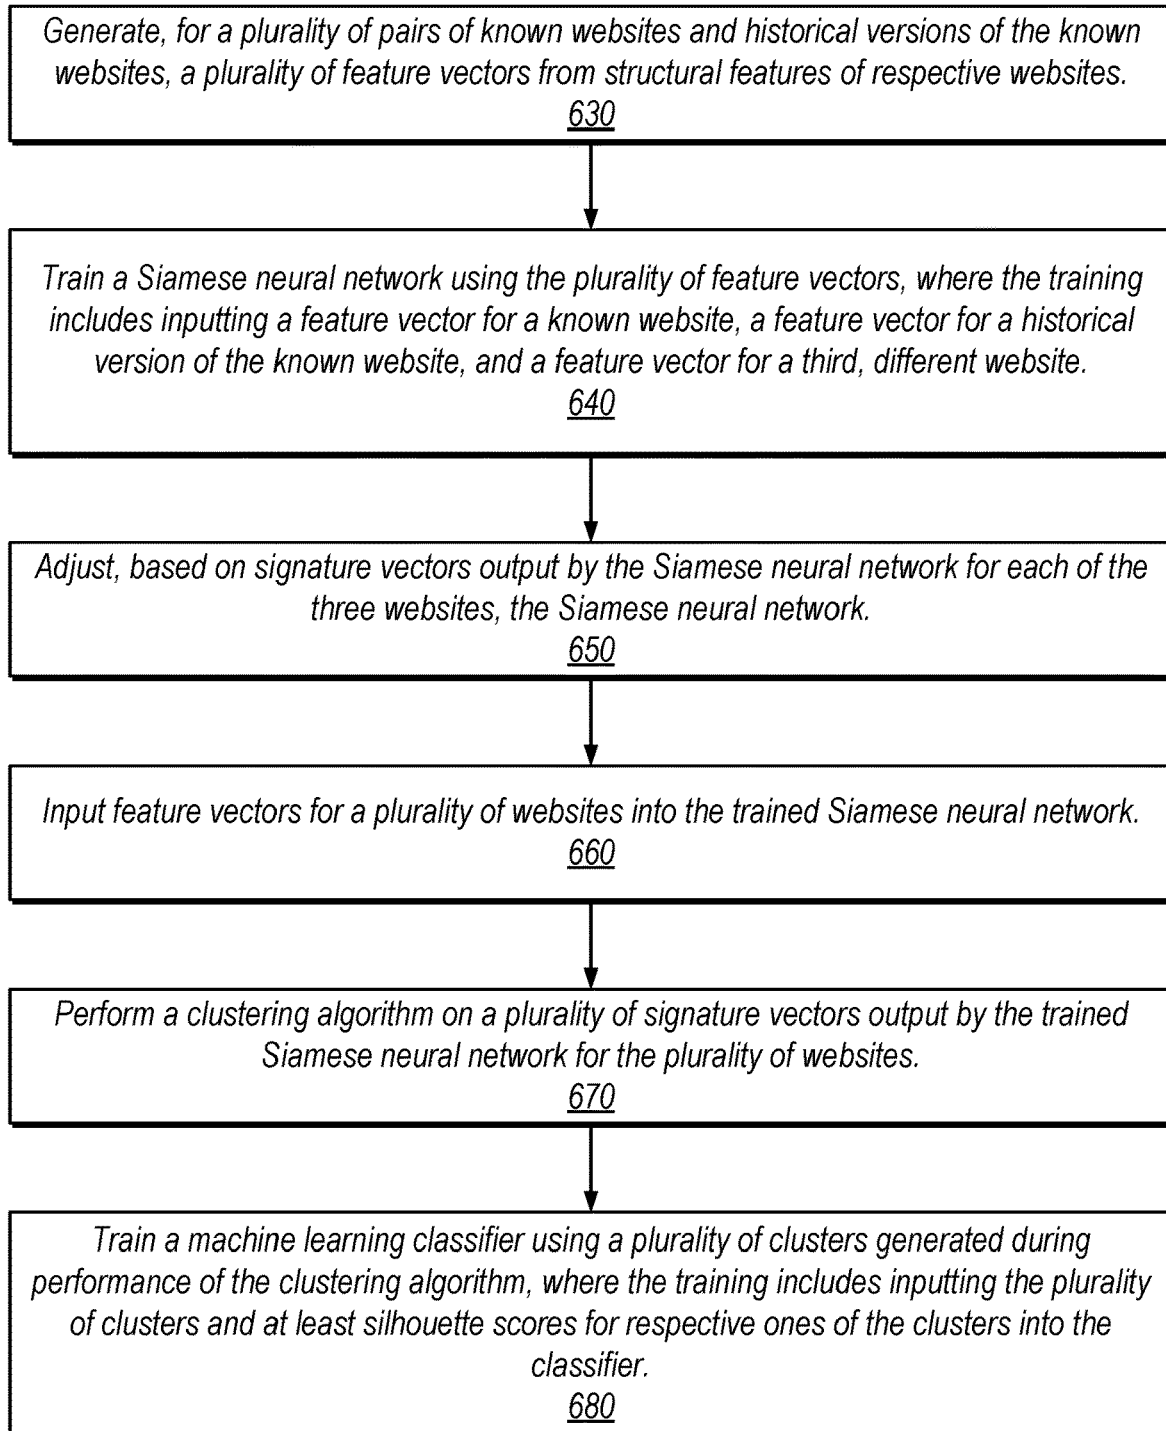 Generate, for a plurality of pairs of known websites and historical versions of the known
websites, a plurality of feature vectors from structural features of respective websites.
630
Train a Siamese neural network using the plurality of feature vectors, where the training
includes inputting a feature vector for a known website, a feature vector for a historical
version of the known website, and a feature vector for a third, different website.
640
Adjust, based on signature vectors output by the Siamese neural network for each of the
three websites, the Siamese neural network.
650
Input feature vectors for a plurality of websites into the trained Siamese neural network.
660
Perform a clustering algorithm on a plurality of signature vectors output by the trained
Siamese neural network for the plurality of websites.
670
Train a machine learning classifier using a plurality of clusters generated during
performance of the clustering algorithm, where the training includes inputting the plurality
of clusters and at least silhouette scores for respective ones of the clusters into the
classifier.
680